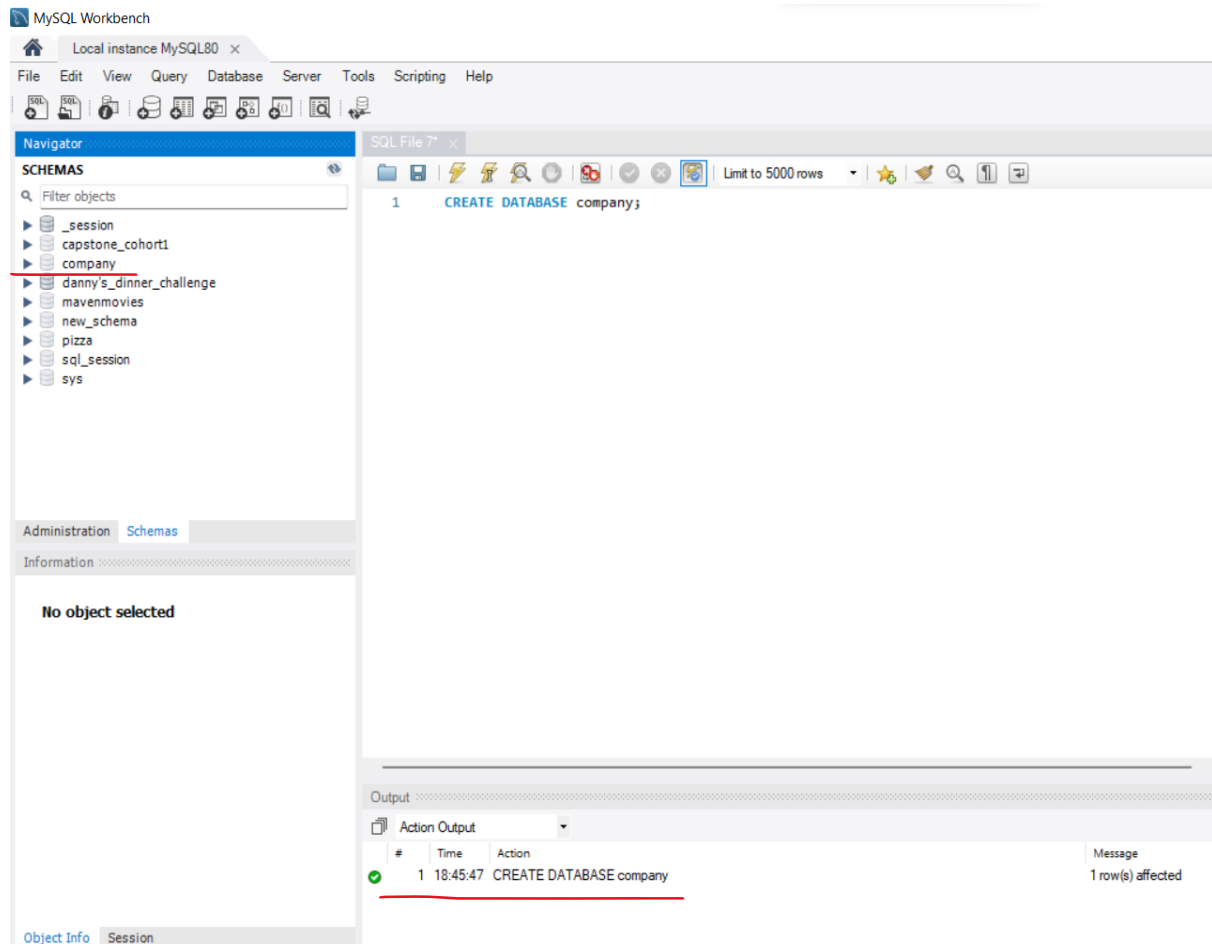 MySQL Workbench
Local instance MySQL80 ×
File Edit View Query Database Server Tools Scripting Help
Navigator
SCHEMAS
Filter objects
_session
capstone_cohort1
company
danny's_dinner_challenge
mavenmovies
new_schema
pizza
sql_session
sys
Administration Schemas
Information
No object selected
Object Info Session
SQL File 7* ×
Limit to 5000 rows
1 CREATE DATABASE company;
Output
Action Output
# Time Action Message
1 18:45:47 CREATE DATABASE company 1 row(s) affected